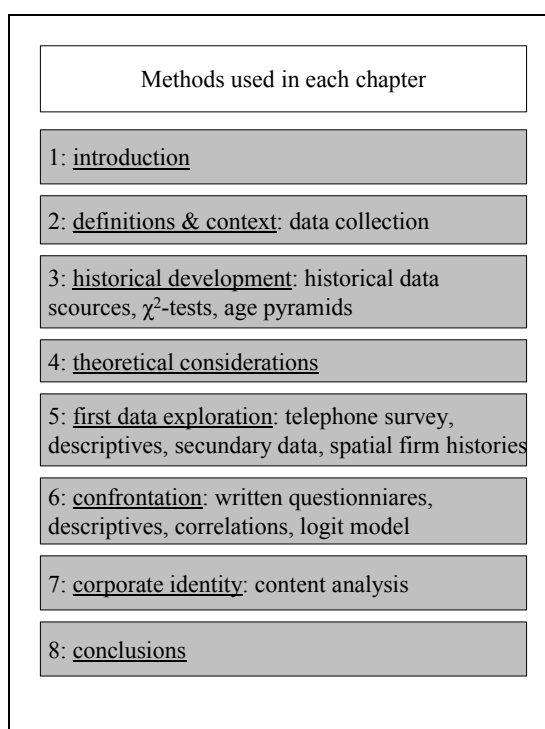 Methods used in each chapter
1: introduction
2: definitions & context: data collection
3: historical development: historical data
scources, χ²-tests, age pyramids
4: theoretical considerations
5: first data exploration: telephone survey,
descriptives, secundary data, spatial firm histories
6: confrontation: written questionniares,
descriptives, correlations, logit model
7: corporate identity: content analysis
8: conclusions